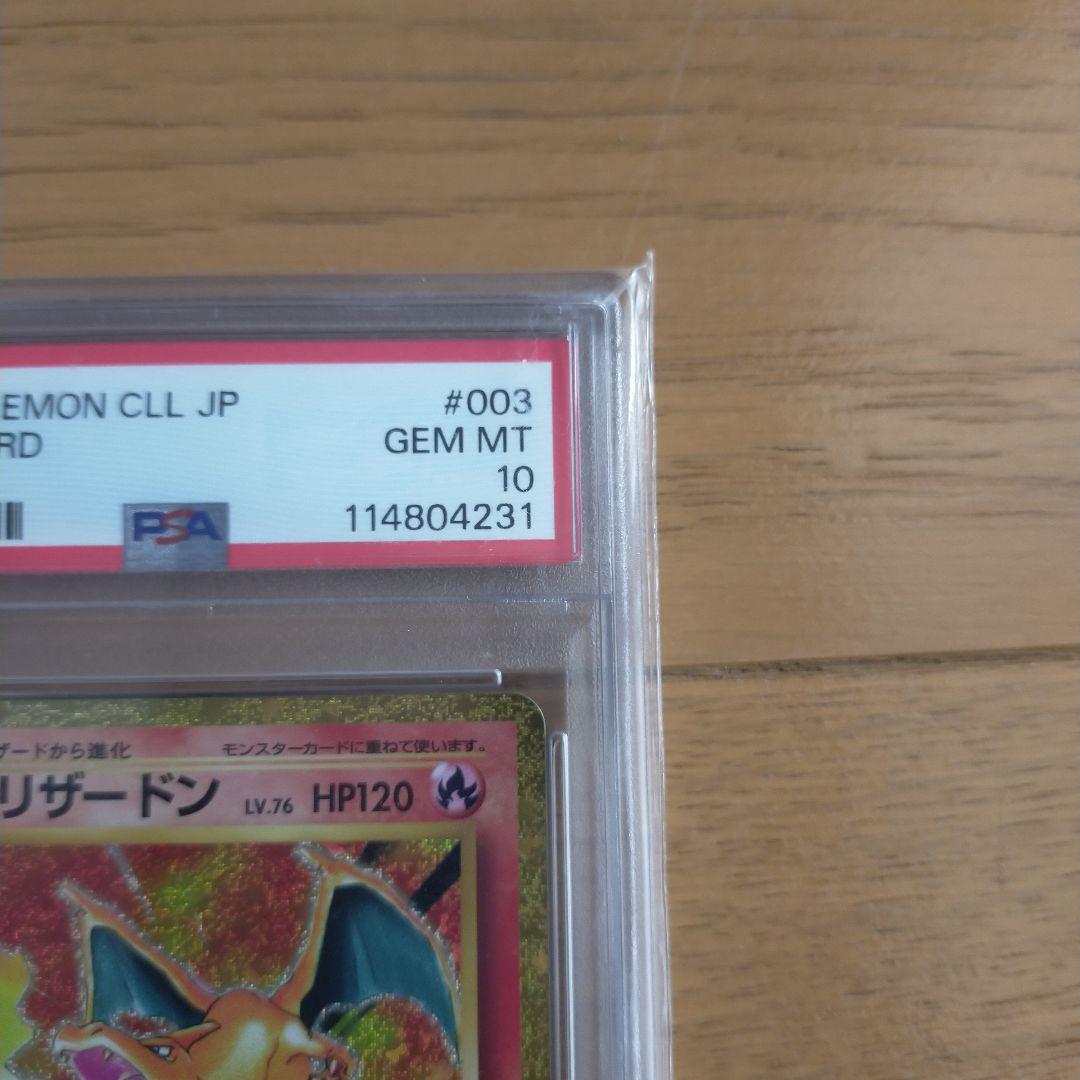 EMON CLL JP #003
RD GEM MT
10
PSA 114804231
ザードから進化 モンスターカードに重ねて使います。
リザードン LV.76 HP120